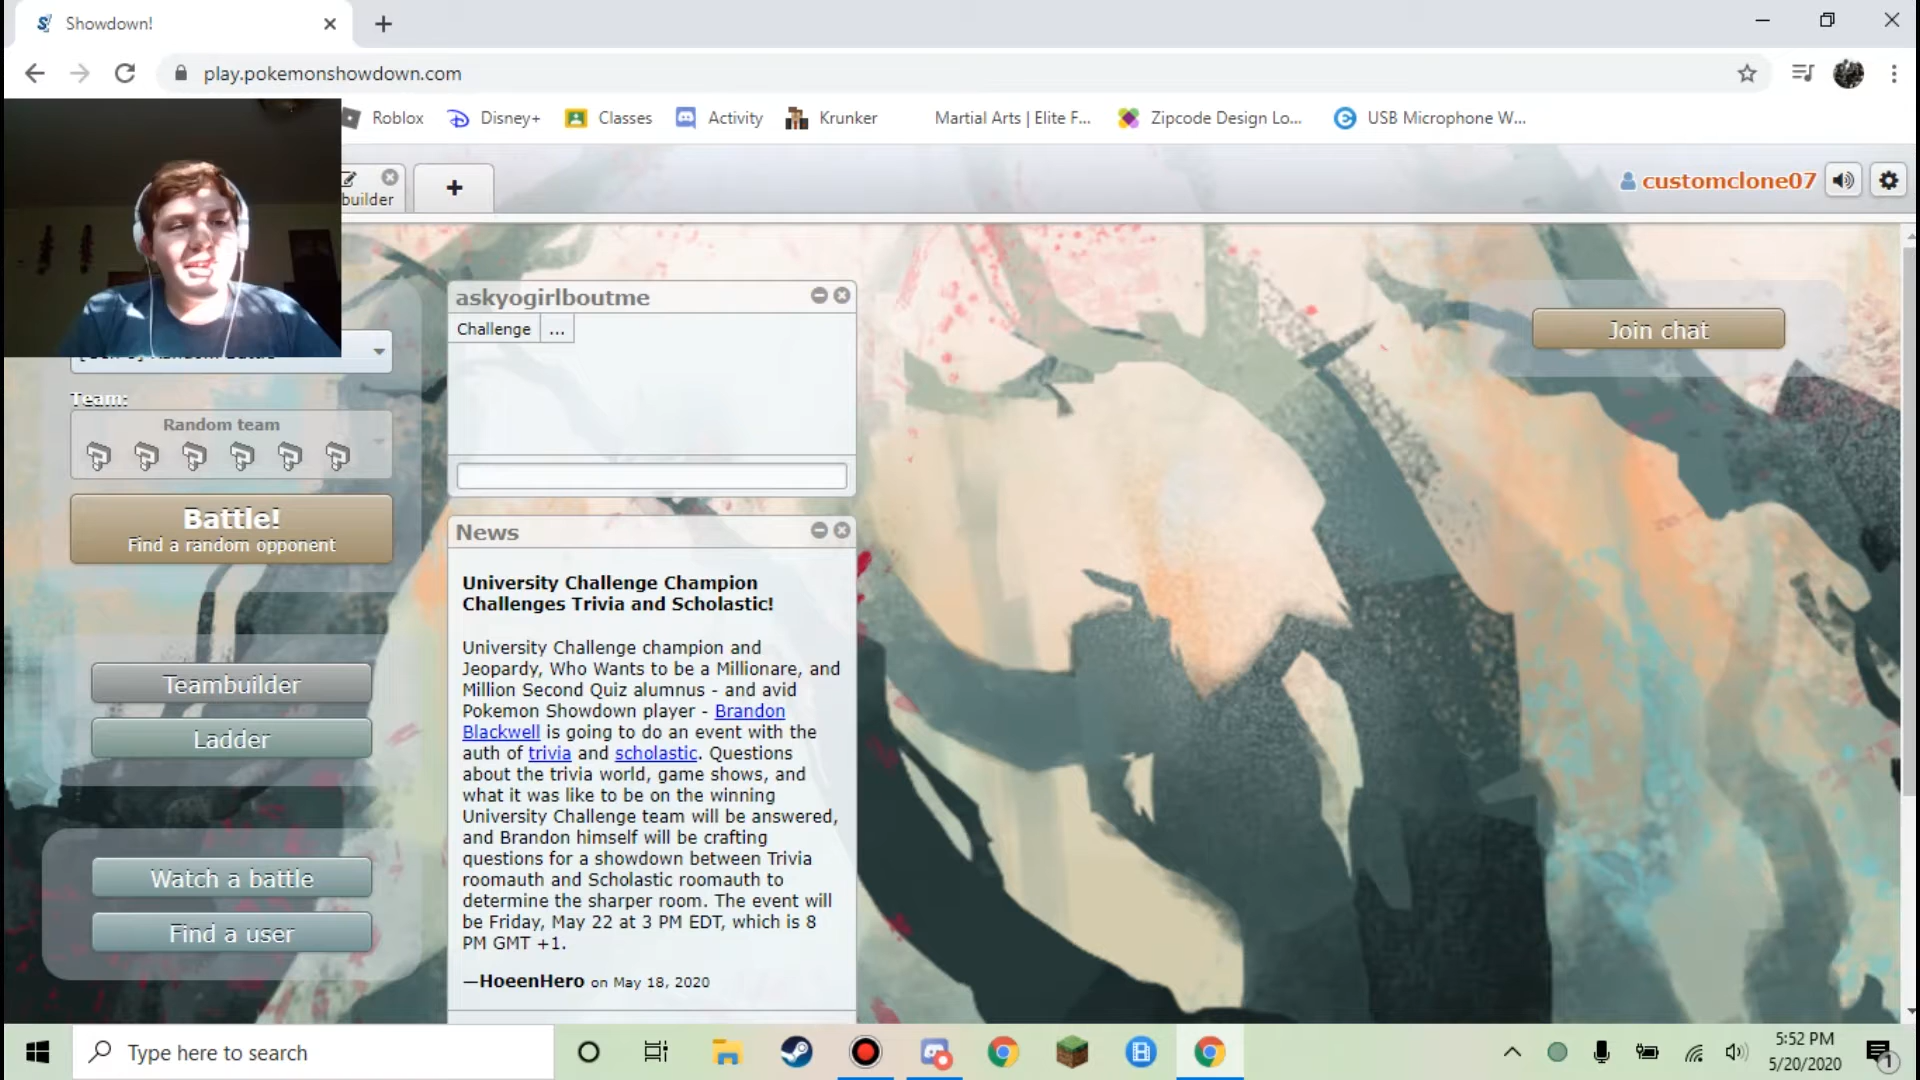 Showdown!
play.pokemonshowdown.com
Roblox
Disney+
Classes
Activity
Krunker
Martial Arts | Elite F...
Zipcode Design Lo...
USB Microphone W...
builder
+
customclone07
askyogirlboutme
Challenge
...
Join chat
Team:
Random team
Battle!
Find a random opponent
Teambuilder
Ladder
Watch a battle
Find a user
News
University Challenge Champion
Challenges Trivia and Scholastic!
University Challenge champion and
Jeopardy, Who Wants to be a Millionare, and
Million Second Quiz alumnus - and avid
Pokemon Showdown player - Brandon
Blackwell is going to do an event with the
auth of trivia and scholastic. Questions
about the trivia world, game shows, and
what it was like to be on the winning
University Challenge team will be answered,
and Brandon himself will be crafting
questions for a showdown between Trivia
roomauth and Scholastic roomauth to
determine the sharper room. The event will
be Friday, May 22 at 3 PM EDT, which is 8
PM GMT +1.
—HoeenHero on May 18, 2020
Type here to search
5:52 PM
5/20/2020
1